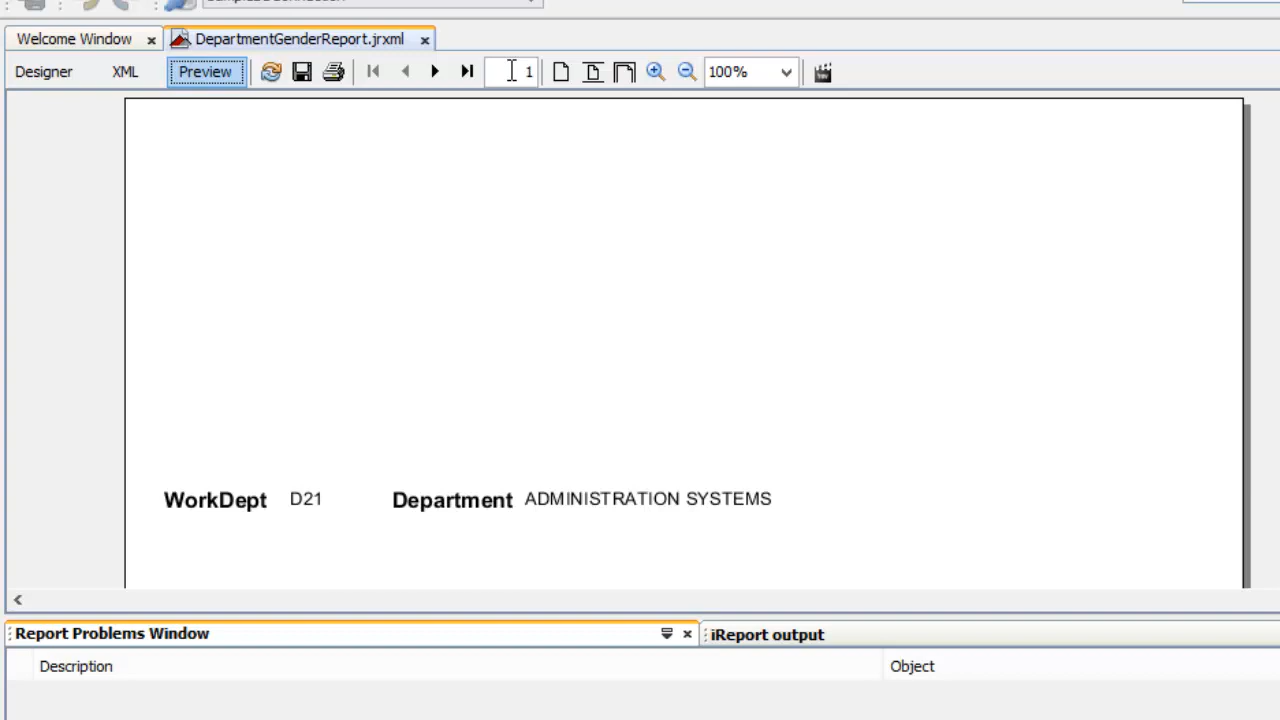 Welcome Window x DepartmentGenderReport.jrxml x
Designer XML Preview 1 100%
WorkDept D21 Department ADMINISTRATION SYSTEMS
Report Problems Window x iReport output
Description Object